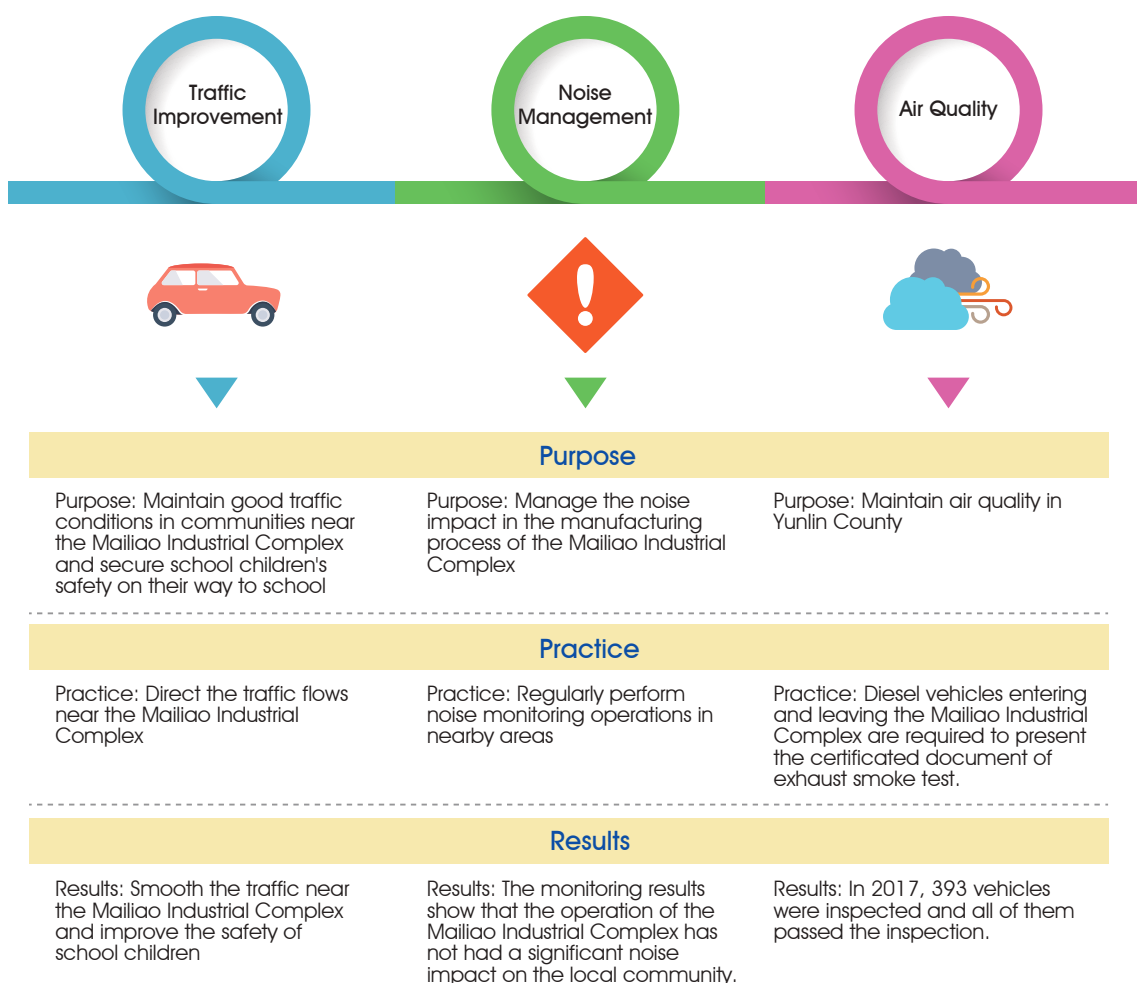 Traffic
Improvement
Noise
Management
Air Quality
Purpose
Purpose: Maintain good traffic
conditions in communities near
the Mailiao Industrial Complex
and secure school children's
safety on their way to school
Purpose: Manage the noise
impact in the manufacturing
process of the Mailiao Industrial
Complex
Purpose: Maintain air quality in
Yunlin County
Practice
Practice: Direct the traffic flows
near the Mailiao Industrial
Complex
Practice: Regularly perform
noise monitoring operations in
nearby areas
Practice: Diesel vehicles entering
and leaving the Mailiao Industrial
Complex are required to present
the certificated document of
exhaust smoke test.
Results
Results: Smooth the traffic near
the Mailiao Industrial Complex
and improve the safety of
school children
Results: The monitoring results
show that the operation of the
Mailiao Industrial Complex has
not had a significant noise
impact on the local community.
Results: In 2017, 393 vehicles
were inspected and all of them
passed the inspection.